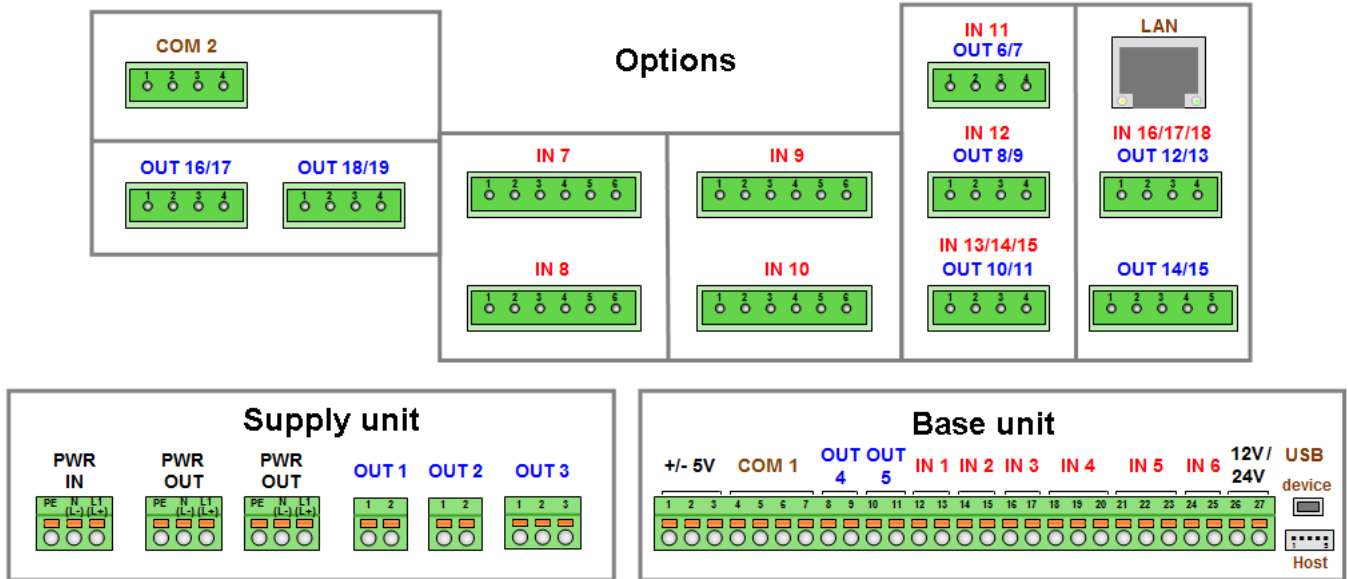 COM 2
1 2 3 4
Options
IN 11
OUT 6/7
1 2 3 4
LAN
OUT 16/17
1 2 3 4
OUT 18/19
1 2 3 4
IN 7
1 2 3 4 5 6
IN 9
1 2 3 4 5 6
IN 12
OUT 8/9
1 2 3 4
IN 16/17/18
OUT 12/13
1 2 3 4
IN 8
1 2 3 4 5 6
IN 10
1 2 3 4 5 6
IN 13/14/15
OUT 10/11
1 2 3 4
OUT 14/15
1 2 3 4 5
Supply unit
PWR
IN
PE N L1
(L-) (L+)
PWR
OUT
PE N L1
(L-) (L+)
PWR
OUT
PE N L1
(L-) (L+)
OUT 1
1 2
OUT 2
1 2
OUT 3
1 2 3
Base unit
+/- 5V
COM 1
OUT
4
OUT
5
IN 1
IN 2
IN 3
IN 4
IN 5
IN 6
12V/
24V
1 2 3 4 5 6 7 8 9 10 11 12 13 14 15 16 17 18 19 20 21 22 23 24 25 26 27
USB
device
1 5
Host